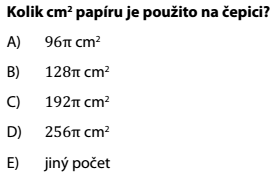 Kolik cm² papíru je použito na čepici?
A) 96π cm²
B) 128π cm²
C) 192π cm²
D) 256π cm²
E) jiný počet